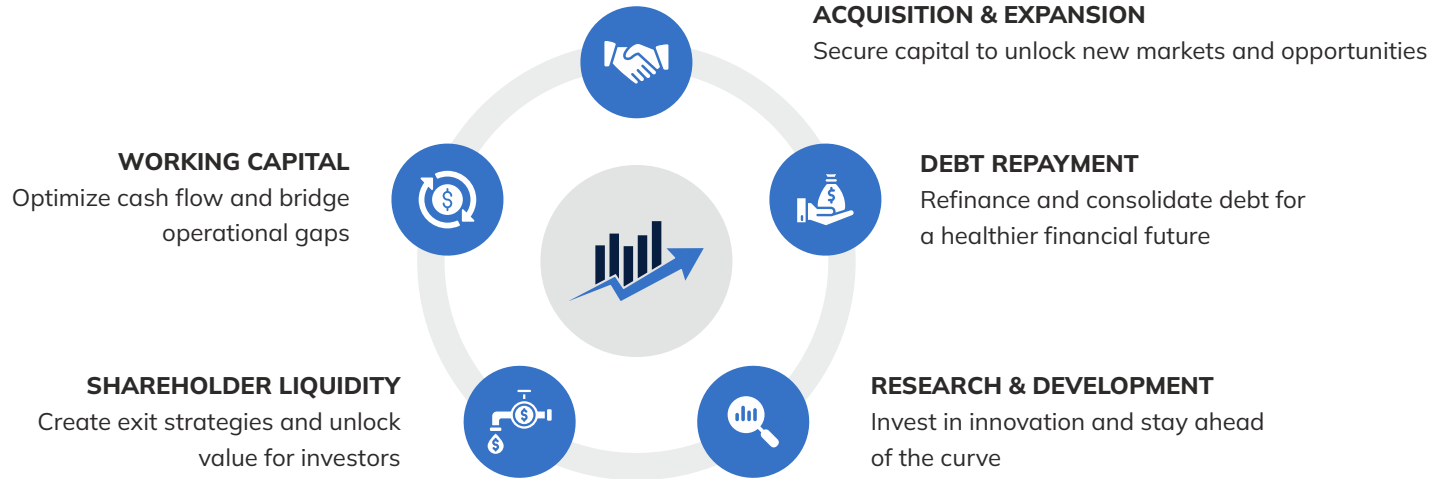 ACQUISITION & EXPANSION
Secure capital to unlock new markets and opportunities
WORKING CAPITAL
Optimize cash flow and bridge
operational gaps
DEBT REPAYMENT
Refinance and consolidate debt for
a healthier financial future
SHAREHOLDER LIQUIDITY
Create exit strategies and unlock
value for investors
RESEARCH & DEVELOPMENT
Invest in innovation and stay ahead
of the curve